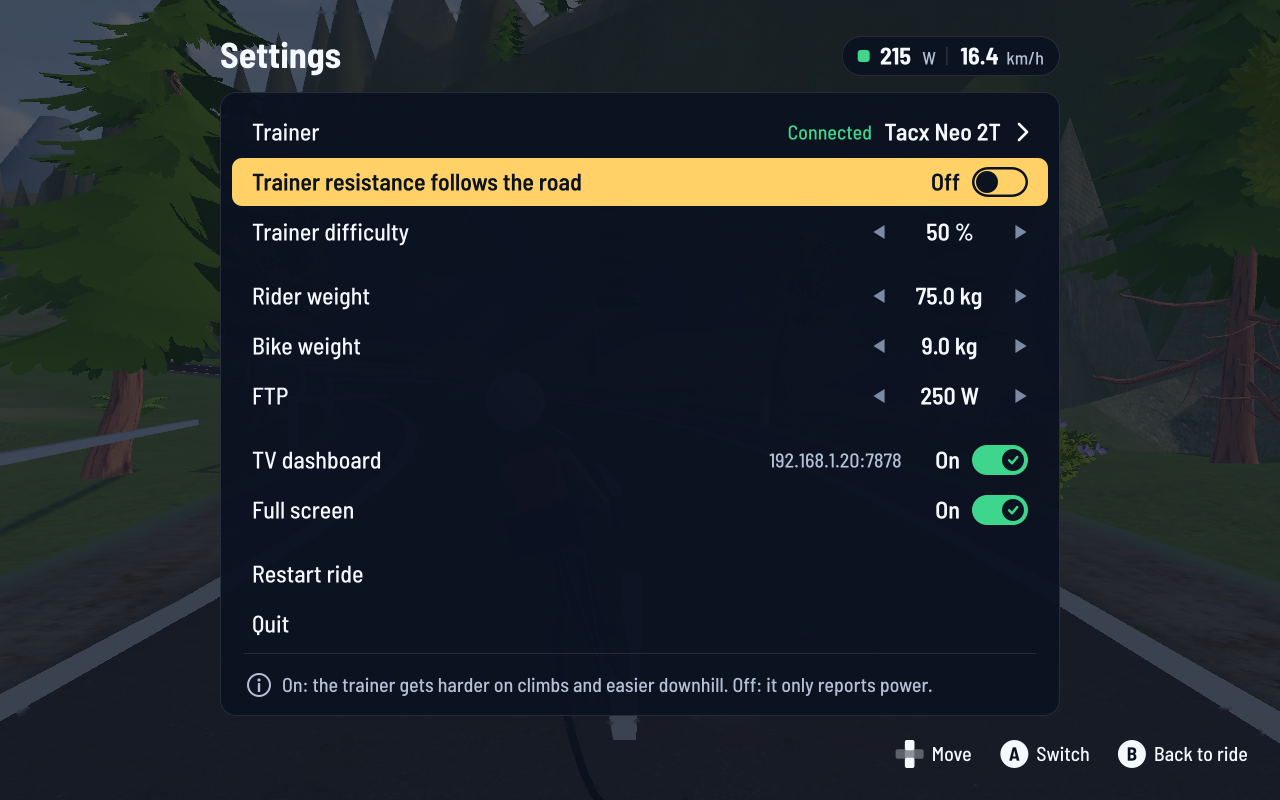 Settings
215 W 16.4 km/h
Trainer Connected Tacx Neo 2T
Trainer resistance follows the road Off
Trainer difficulty 50 %
Rider weight 75.0 kg
Bike weight 9.0 kg
FTP 250 W
TV dashboard 192.168.1.20:7878 On
Full screen On
Restart ride
Quit
On: the trainer gets harder on climbs and easier downhill. Off: it only reports power.
Move A Switch B Back to ride